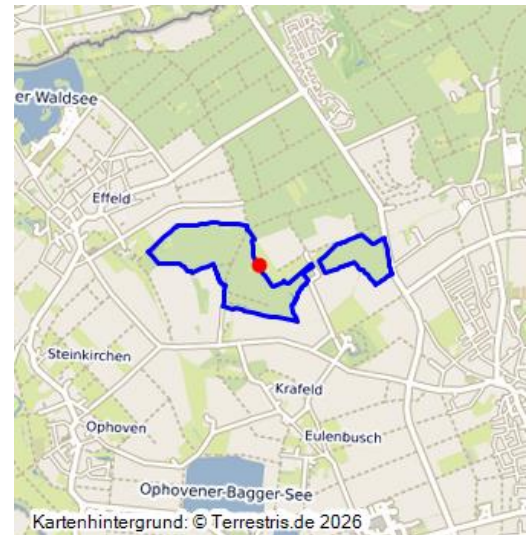 er Waldsee
Effeld
Steinkirchen
Krafeld
Ophoven
Eulenbusch
Ophovener-Bagger-See
Kartenhintergrund: © Terrestris.de 2026